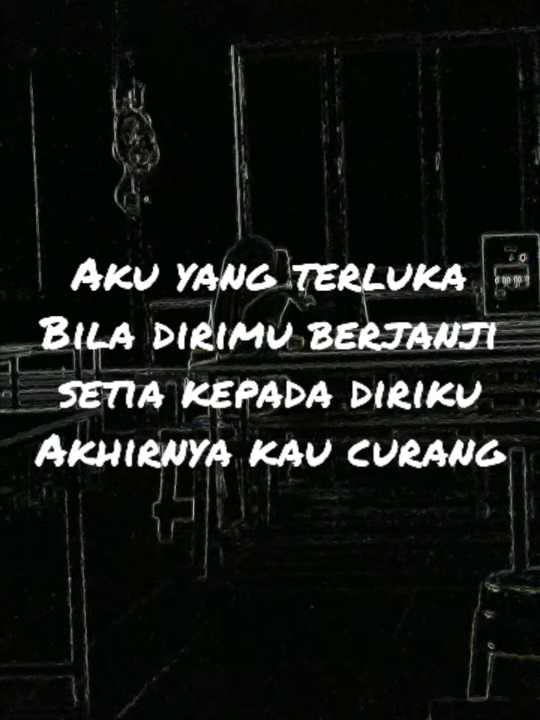 Aku yang terluka
Bila dirimu berjanji
setia kepada diriku
Akhirnya kau curang